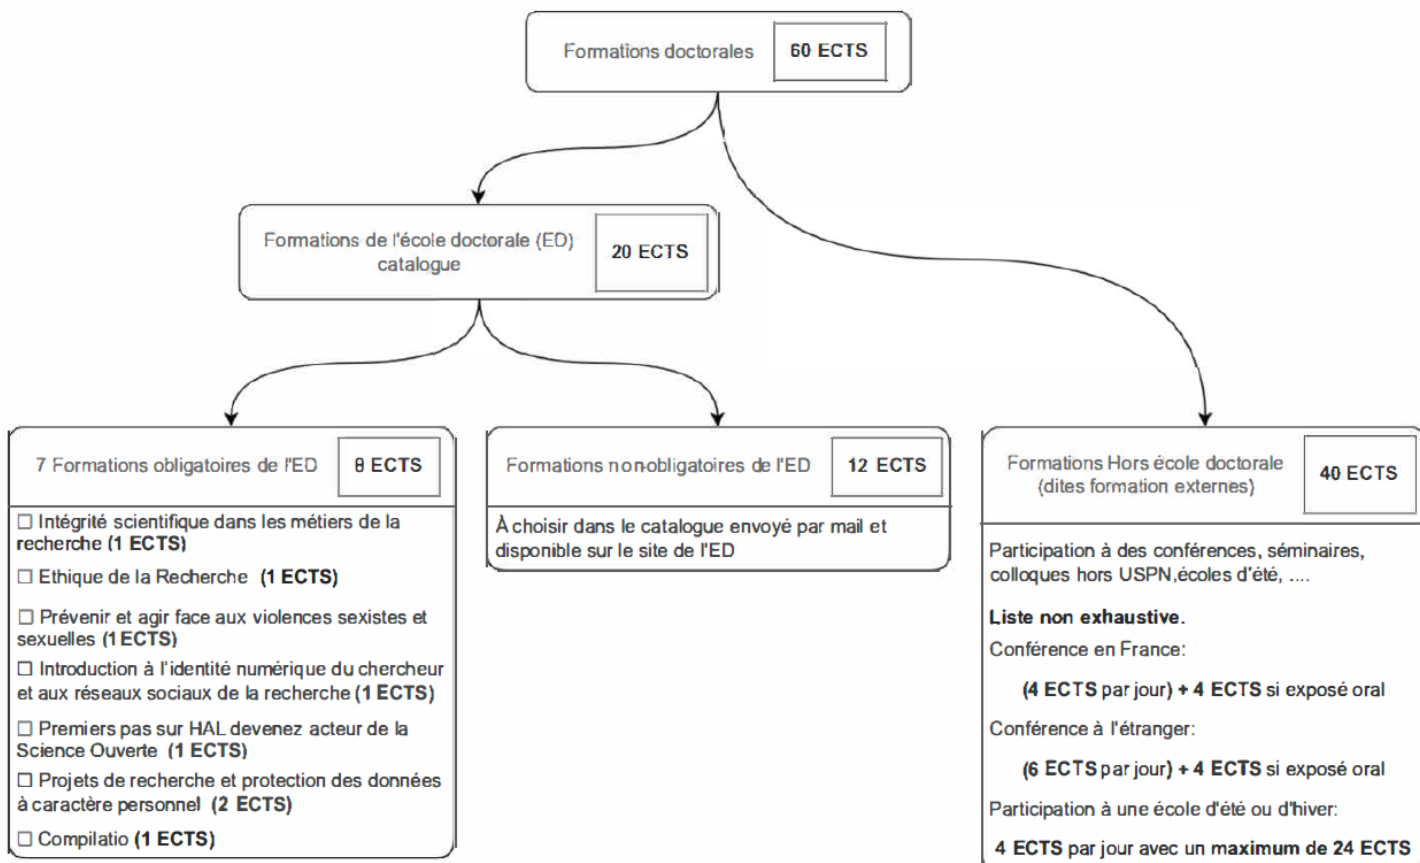 Formations doctorales
60 ECTS
Formations de l'école doctorale (ED)
catalogue
20 ECTS
7 Formations obligatoires de l'ED
8 ECTS
☐ Intégrité scientifique dans les métiers de la
recherche (1 ECTS)
☐ Ethique de la Recherche (1 ECTS)
☐ Prévenir et agir face aux violences sexistes et
sexuelles (1 ECTS)
☐ Introduction à l'identité numérique du chercheur
et aux réseaux sociaux de la recherche (1 ECTS)
☐ Premiers pas sur HAL devenez acteur de la
Science Ouverte (1 ECTS)
☐ Projets de recherche et protection des données
à caractère personnel (2 ECTS)
☐ Compilatio (1 ECTS)
Formations non-obligatoires de l'ED
12 ECTS
À choisir dans le catalogue envoyé par mail et
disponible sur le site de l'ED
Formations Hors école doctorale
(dites formation externes)
40 ECTS
Participation à des conférences, séminaires,
colloques hors USPN,écoles d'été, ....
Liste non exhaustive.
Conférence en France:
(4 ECTS par jour) + 4 ECTS si exposé oral
Conférence à l'étranger:
(6 ECTS par jour) + 4 ECTS si exposé oral
Participation à une école d'été ou d'hiver:
4 ECTS par jour avec un maximum de 24 ECTS